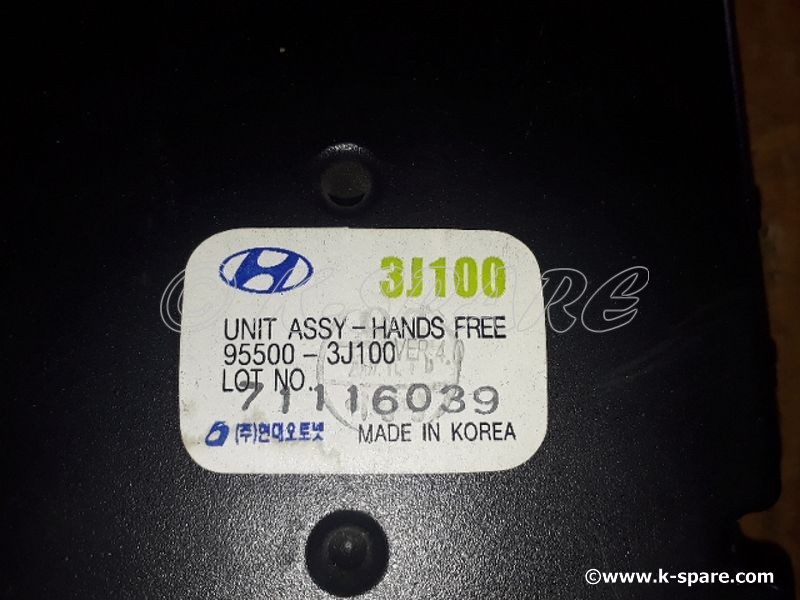 3J100
UNIT ASSY - HANDS FREE
95500 - 3J100
VER.4.0
LOT NO.
71116039
(주)현대오토넷 MADE IN KOREA
K-SPARE
©www.k-spare.com